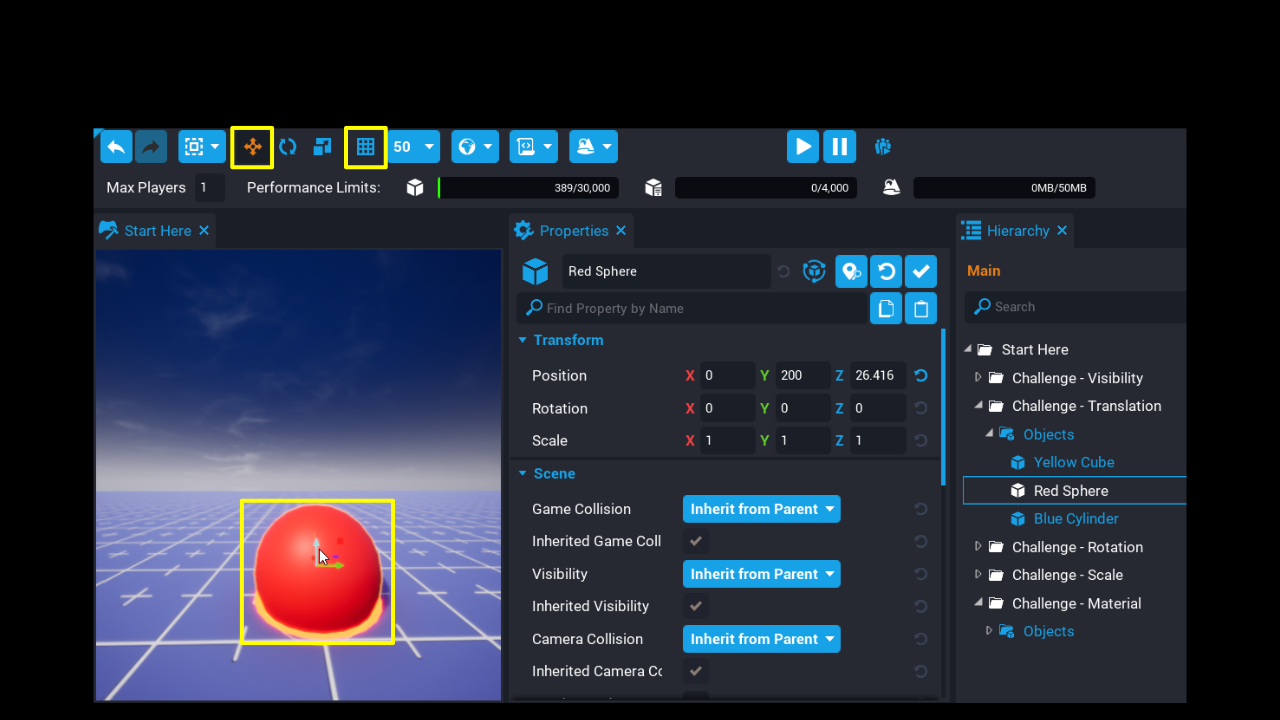 50
Max Players 1 Performance Limits: 389/30,000 0/4,000 0MB/50MB
Start Here
Properties
Red Sphere
Find Property by Name
Transform
Position X 0 Y 200 Z 26.416
Rotation X 0 Y 0 Z 0
Scale X 1 Y 1 Z 1
Scene
Game Collision Inherit from Parent
Inherited Game Coll
Visibility Inherit from Parent
Inherited Visibility
Camera Collision Inherit from Parent
Inherited Camera Co
Hierarchy
Main
Search
Start Here
Challenge - Visibility
Challenge - Translation
Objects
Yellow Cube
Red Sphere
Blue Cylinder
Challenge - Rotation
Challenge - Scale
Challenge - Material
Objects